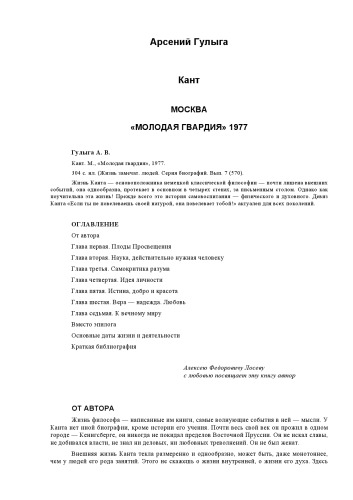 Арсений Гулыга
Кант
МОСКВА
«МОЛОДАЯ ГВАРДИЯ» 1977
Гулыга А. В.
Кант. М., «Молодая гвардия», 1977.
304 с. ил. (Жизнь замечат. людей. Серия биографий. Вып. 7 (570).
Жизнь Канта — основоположника немецкой классической философии — почти лишена внешних
событий, она однообразна, протекает в основном в четырех стенах, за письменным столом. Однако как
поучительна эта жизнь! Прежде всего это история самовоспитания — физического и духовного. Девиз
Канта «Если ты не повелеваешь своей натурой, она повелевает тобой!» актуален для всех поколений.
ОГЛАВЛЕНИЕ
От автора
Глава первая. Плоды Просвещения
Глава вторая. Наука, действительно нужная человеку
Глава третья. Самокритика разума
Глава четвертая. Идея личности
Глава пятая. Истина, добро и красота
Глава шестая. Вера — надежда. Любовь
Глава седьмая. К вечному миру
Вместо эпилога
Основные даты жизни и деятельности
Краткая библиография
Алексею Федоровичу Лосеву
с любовью посвящает эту книгу автор
ОТ АВТОРА
Жизнь философа — написанные им книги, самые волнующие события в ней — мысли. У
Канта нет иной биографии, кроме истории его учения. Почти весь свой век он прожил в одном
городе — Кенигсберге, он никогда не покидал пределов Восточной Пруссии. Он не искал славы,
не добивался власти, не знал ни деловых, ни любовных треволнений. Он не был женат.
Внешняя жизнь Канта текла размеренно и однообразно, может быть, даже монотоннее,
чем у людей его рода занятий. Этого не скажешь о жизни внутренней, о жизни его духа. Здесь